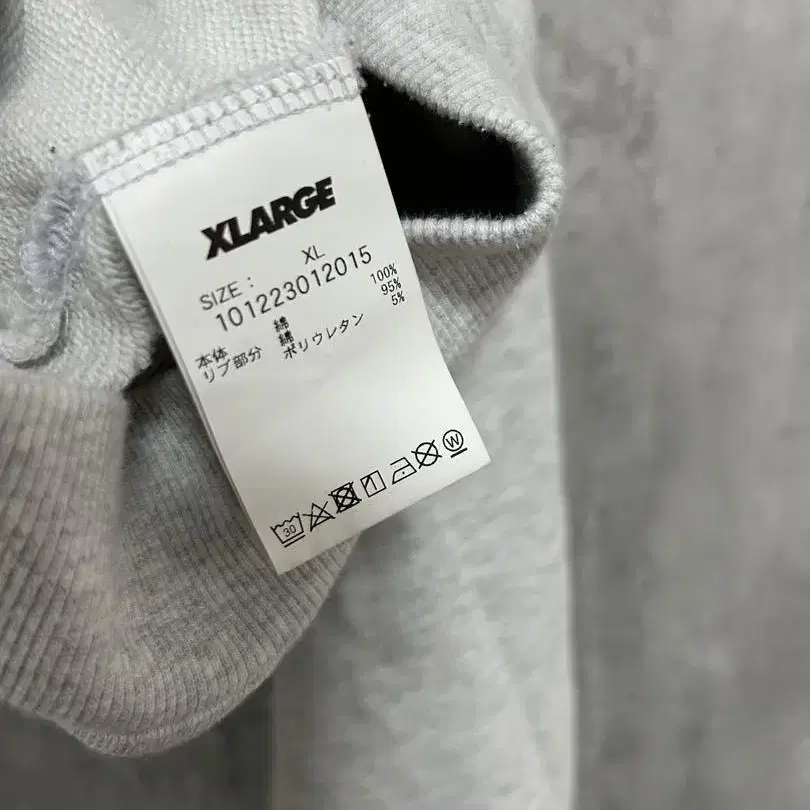 XLARGE
SIZE : XL
101223012015
本体 綿 100%
リブ部分 綿 95%
ポリウレタン 5%
30
W